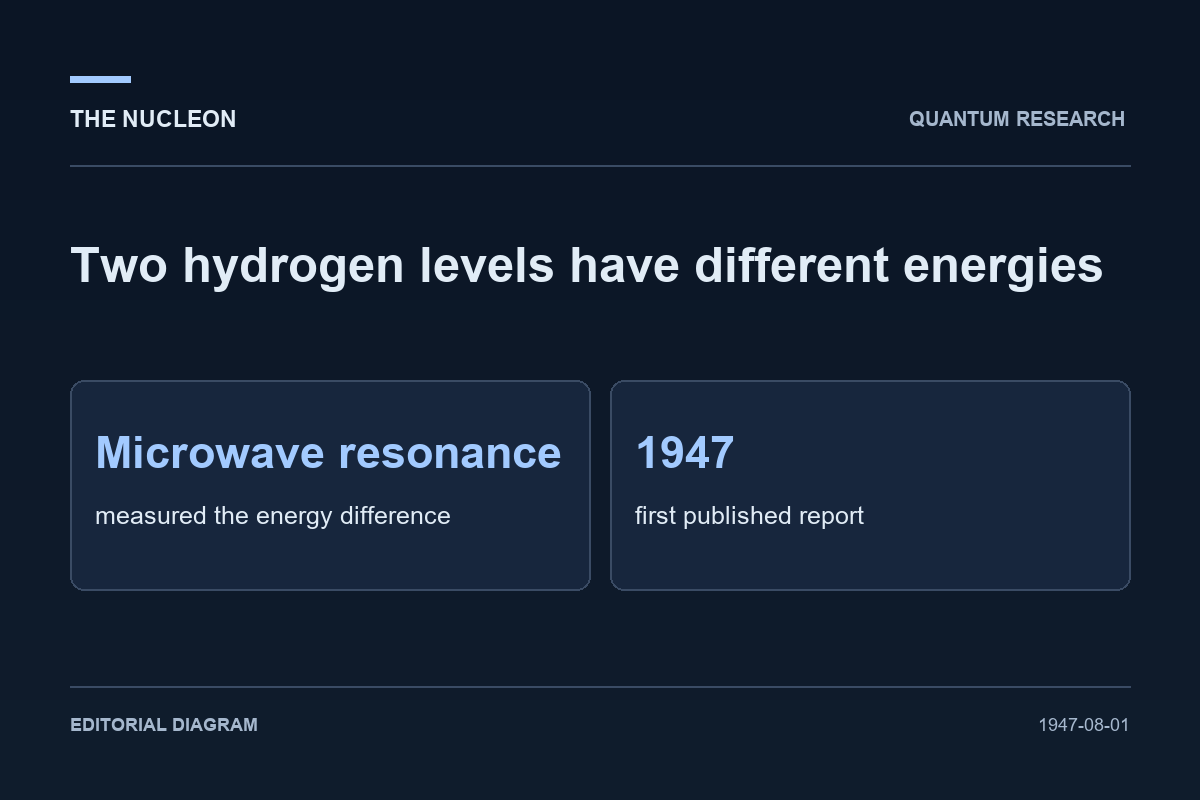 THE NUCLEON
QUANTUM RESEARCH
Two hydrogen levels have different energies
Microwave resonance
measured the energy difference
1947
first published report
EDITORIAL DIAGRAM
1947-08-01